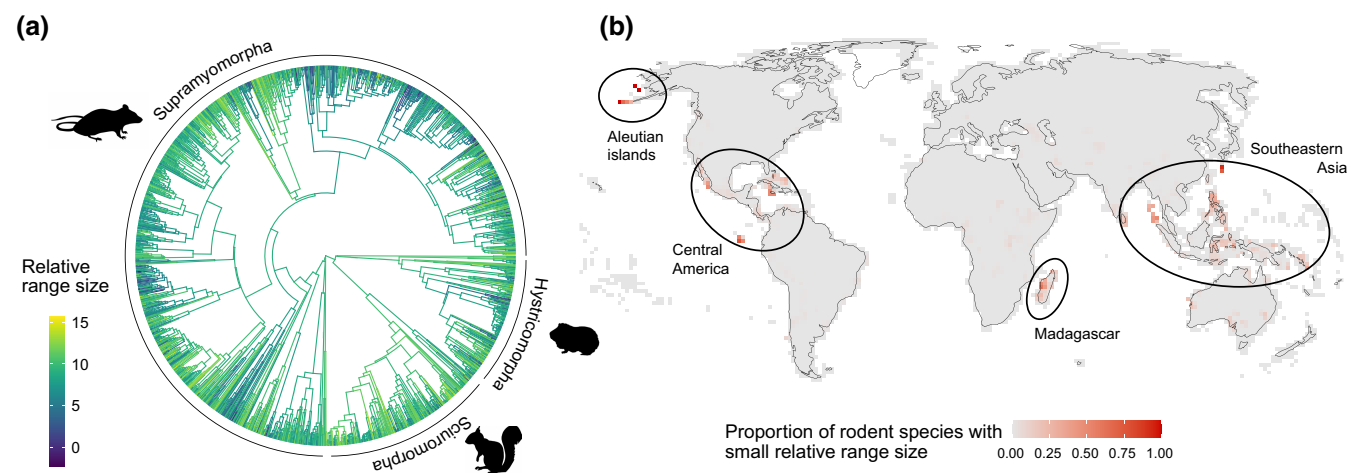 (a)
Supramyomorpha
Hystricomorpha
Sciuromorpha
Relative
range size
15
10
5
0
(b)
Aleutian
islands
Central
America
Madagascar
Southeastern
Asia
Proportion of rodent species with
small relative range size
0.00 0.25 0.50 0.75 1.00